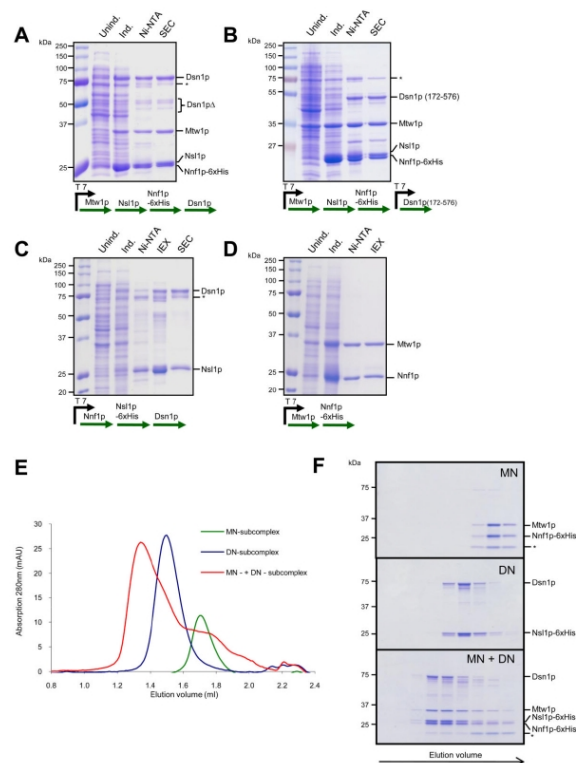 A
Unind. Ind. Ni-NTA SEC
kDa
250
150
100
75
50
37
25
Dsn1p
*
Dsn1pΔ
Mtw1p
Nsl1p
Nnf1p-6xHis
T 7
Mtw1p Nsl1p Nnf1p -6xHis Dsn1p
B
Unind. Ind. Ni-NTA SEC
kDa
250
130
100
75
55
35
27
*
Dsn1p (172-576)
Mtw1p
Nsl1p
Nnf1p-6xHis
T 7
Mtw1p Nsl1p Nnf1p -6xHis Dsn1p(172-576)
C
Unind. Ind. Ni-NTA IEX SEC
kDa
250
150
100
75
50
37
25
20
Dsn1p
*
Nsl1p
T 7
Nnf1p Nsl1p -6xHis Dsn1p
D
Unind. Ind. Ni-NTA IEX
kDa
250
150
100
75
50
37
25
20
Mtw1p
Nnf1p
T 7
Mtw1p Nnf1p -6xHis
E
Absorption 280nm (mAU)
30
25
20
15
10
5
0
0.8 1.0 1.2 1.4 1.6 1.8 2.0 2.2 2.4
Elution volume (ml)
MN-subcomplex
DN-subcomplex
MN - + DN - subcomplex
F
kDa
MN
75
37
25
Mtw1p
Nnf1p-6xHis
*
DN
75
37
25
Dsn1p
Nsl1p-6xHis
MN + DN
75
37
25
Dsn1p
Mtw1p
Nsl1p-6xHis
Nnf1p-6xHis
*
Elution volume